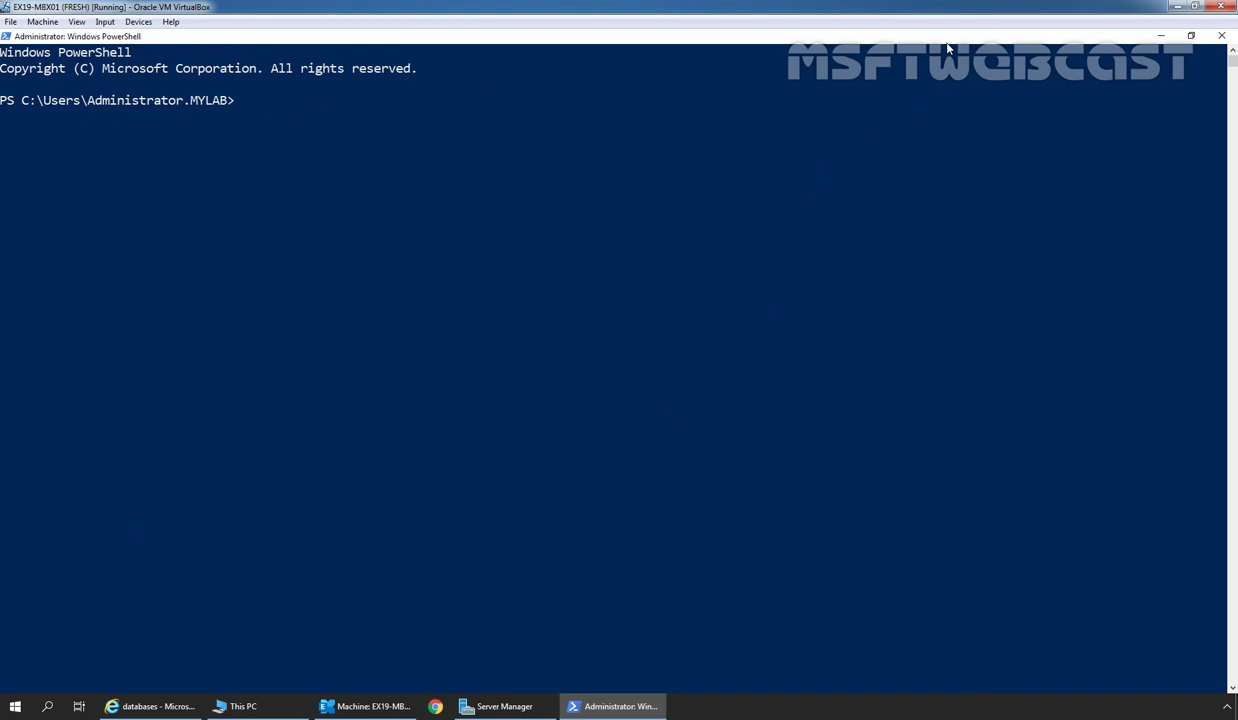 EX19-MBX01 (FRESH) [Running] - Oracle VM VirtualBox
File Machine View Input Devices Help
Administrator: Windows PowerShell
MSFTWEBCAST
Windows PowerShell
Copyright (C) Microsoft Corporation. All rights reserved.
PS C:\Users\Administrator.MYLAB>
databases - Micros...
This PC
Machine: EX19-MB...
Server Manager
Administrator: Win...